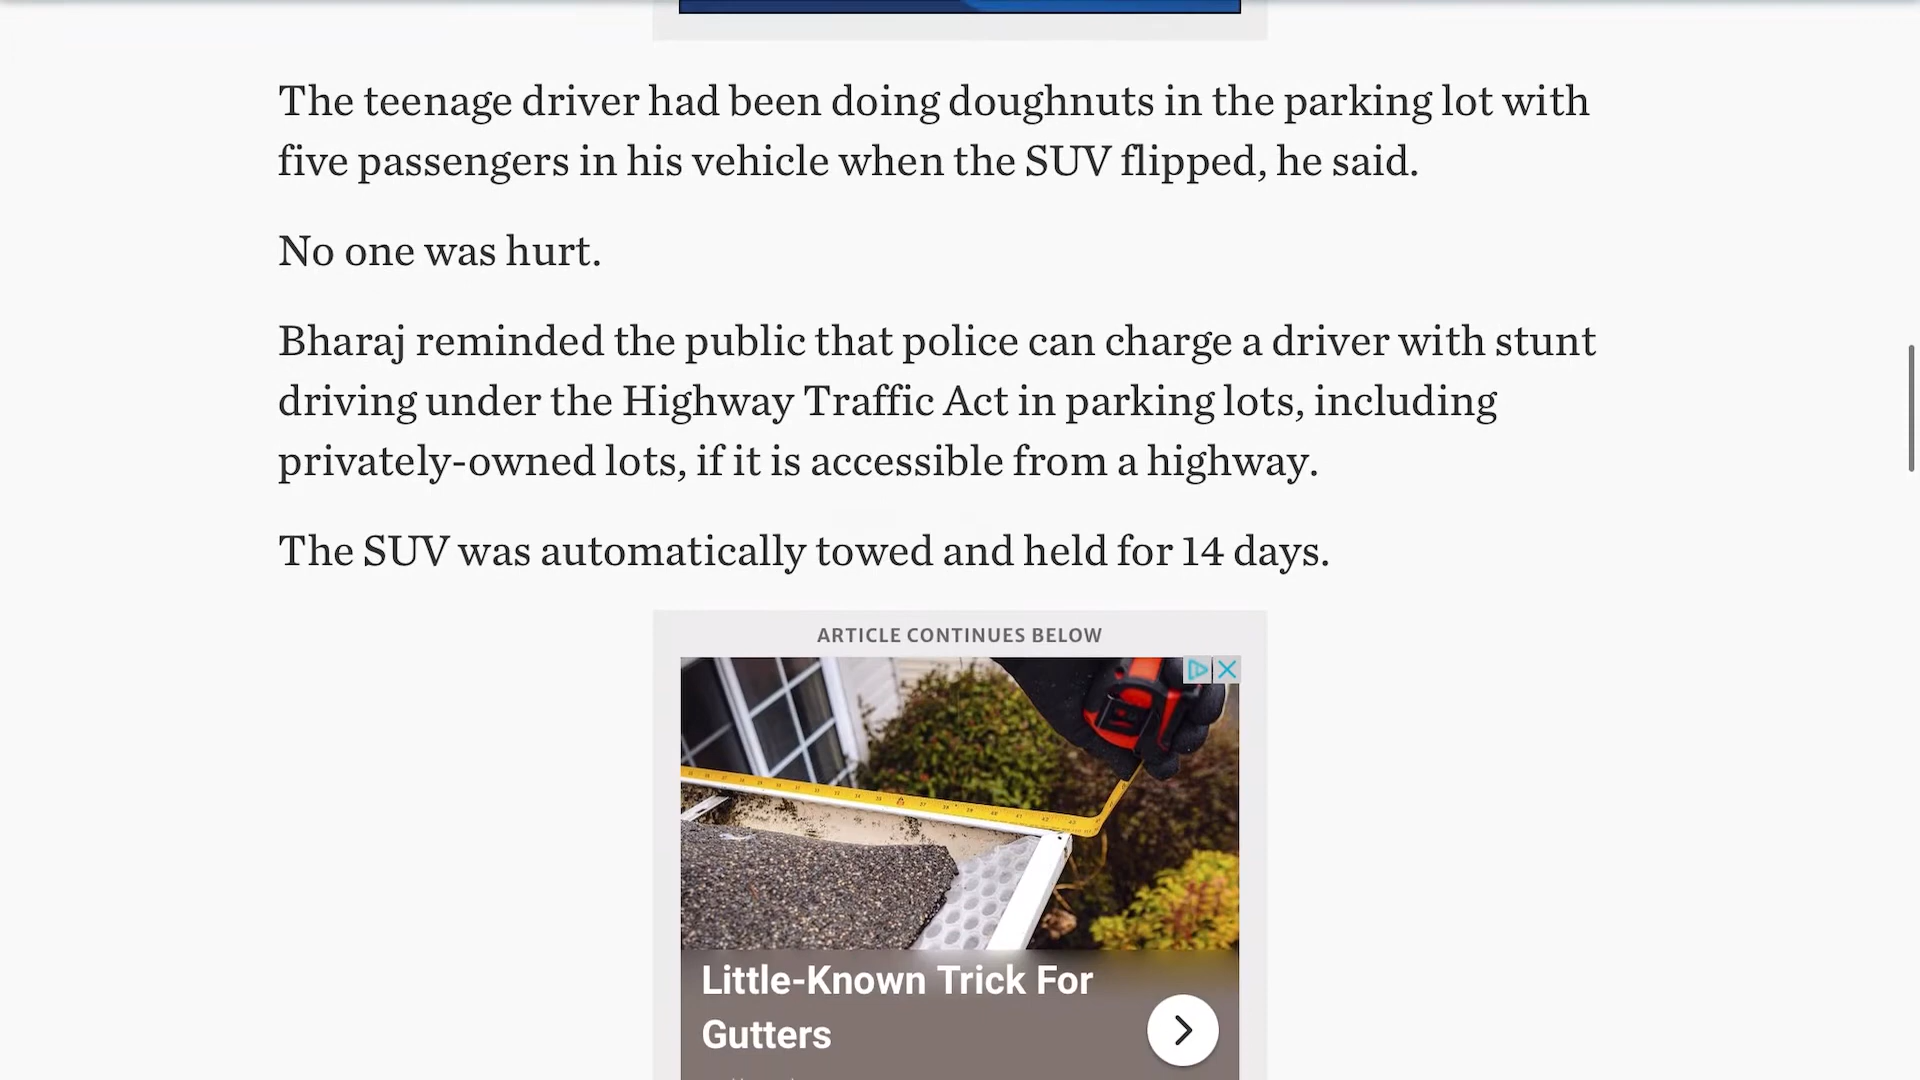 The teenage driver had been doing doughnuts in the parking lot with
five passengers in his vehicle when the SUV flipped, he said.
No one was hurt.
Bharaj reminded the public that police can charge a driver with stunt
driving under the Highway Traffic Act in parking lots, including
privately-owned lots, if it is accessible from a highway.
The SUV was automatically towed and held for 14 days.
ARTICLE CONTINUES BELOW
Little-Known Trick For
Gutters